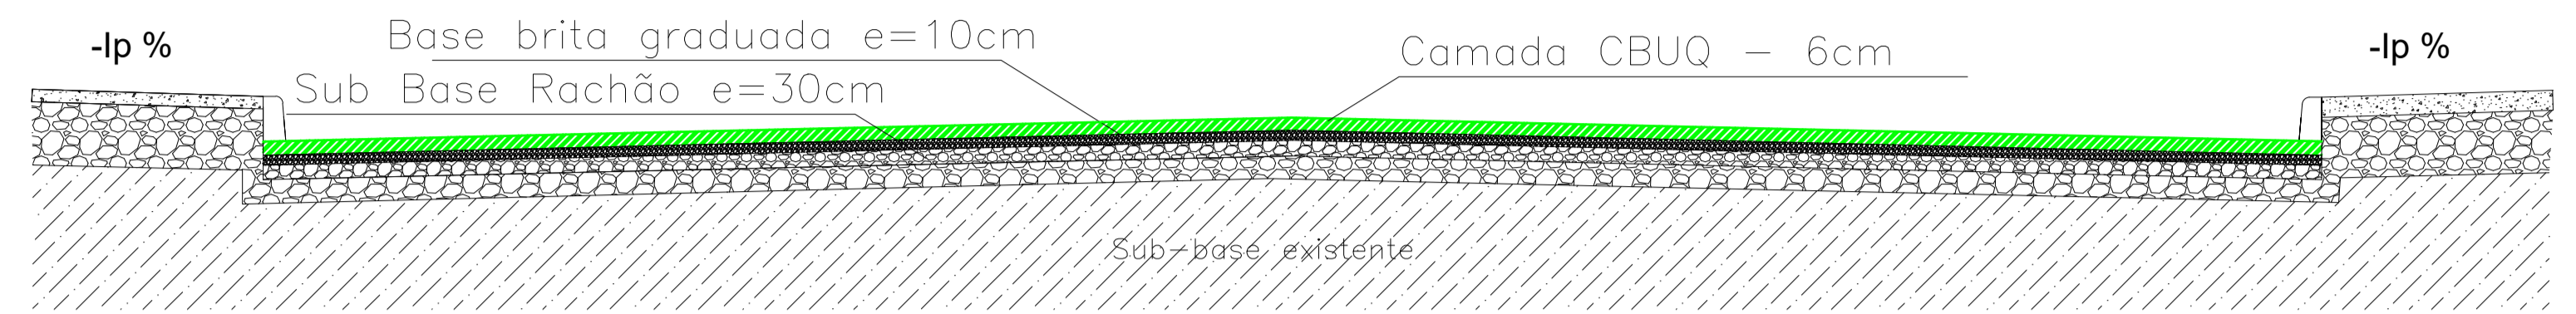 -Ip %
Base brita graduada e=10cm
Sub Base Rachão e=30cm
Camada CBUQ - 6cm
-Ip %
Sub-base existente